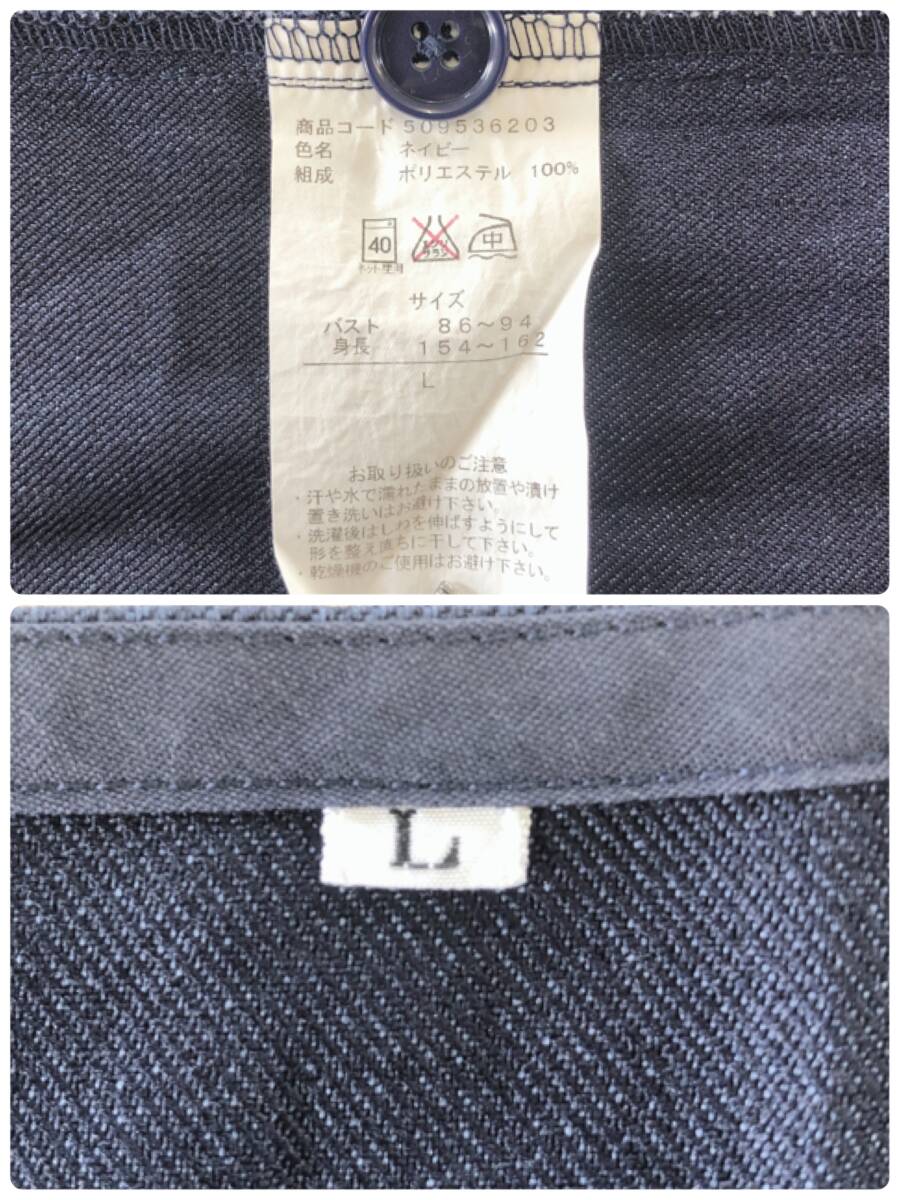 商品コード 509536203
色名 ネイビー
組成 ポリエステル 100%
40 中
ネット使用
サイズ
バスト 86〜94
身長 154〜162
L
お取り扱いのご注意
・汗や水で濡れたままの放置や漬け
置き洗いはお避け下さい。
・洗濯後はしわを伸ばすようにして
形を整え直ちに干して下さい。
・乾燥機のご使用はお避け下さい。
L